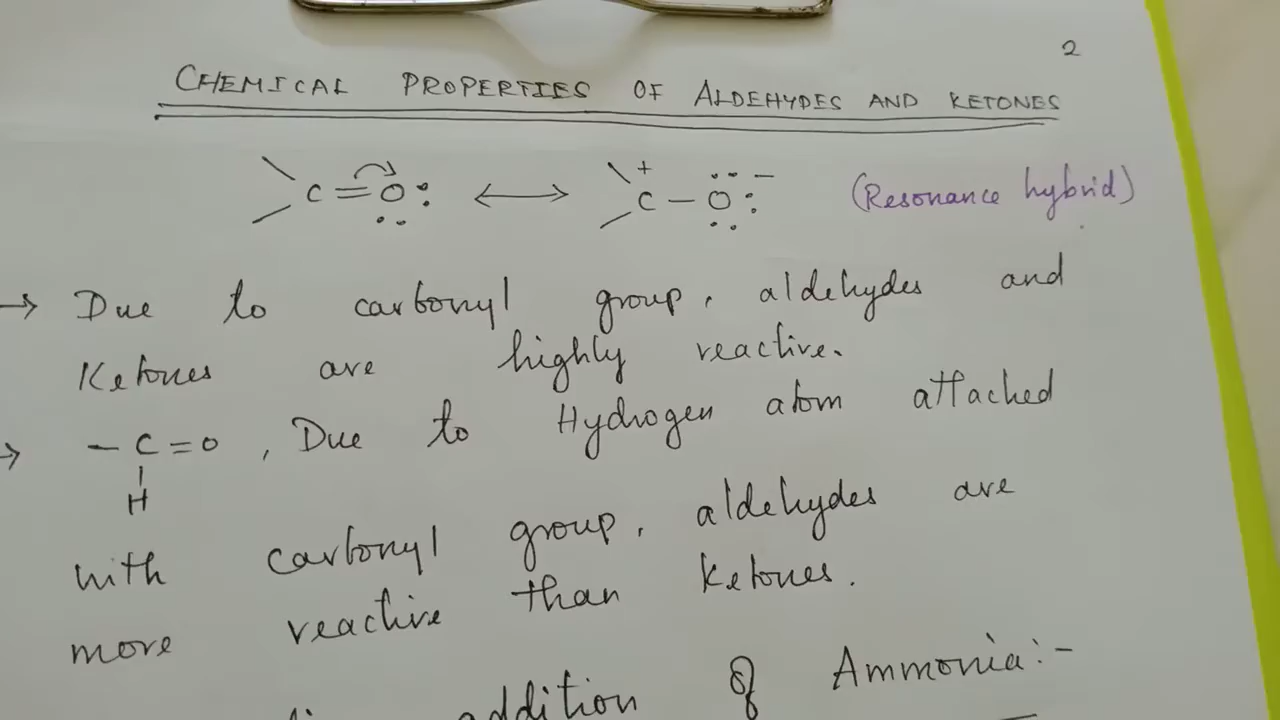 2
CHEMICAL PROPERTIES OF ALDEHYDES AND KETONES
C=O: ⟷ +C–O:– (Resonance hybrid)
→ Due to carbonyl group, aldehydes and
Ketones are highly reactive.
→ –C=O, Due to Hydrogen atom attached
H
with carbonyl group, aldehydes are
more reactive than Ketones.
addition of Ammonia:-